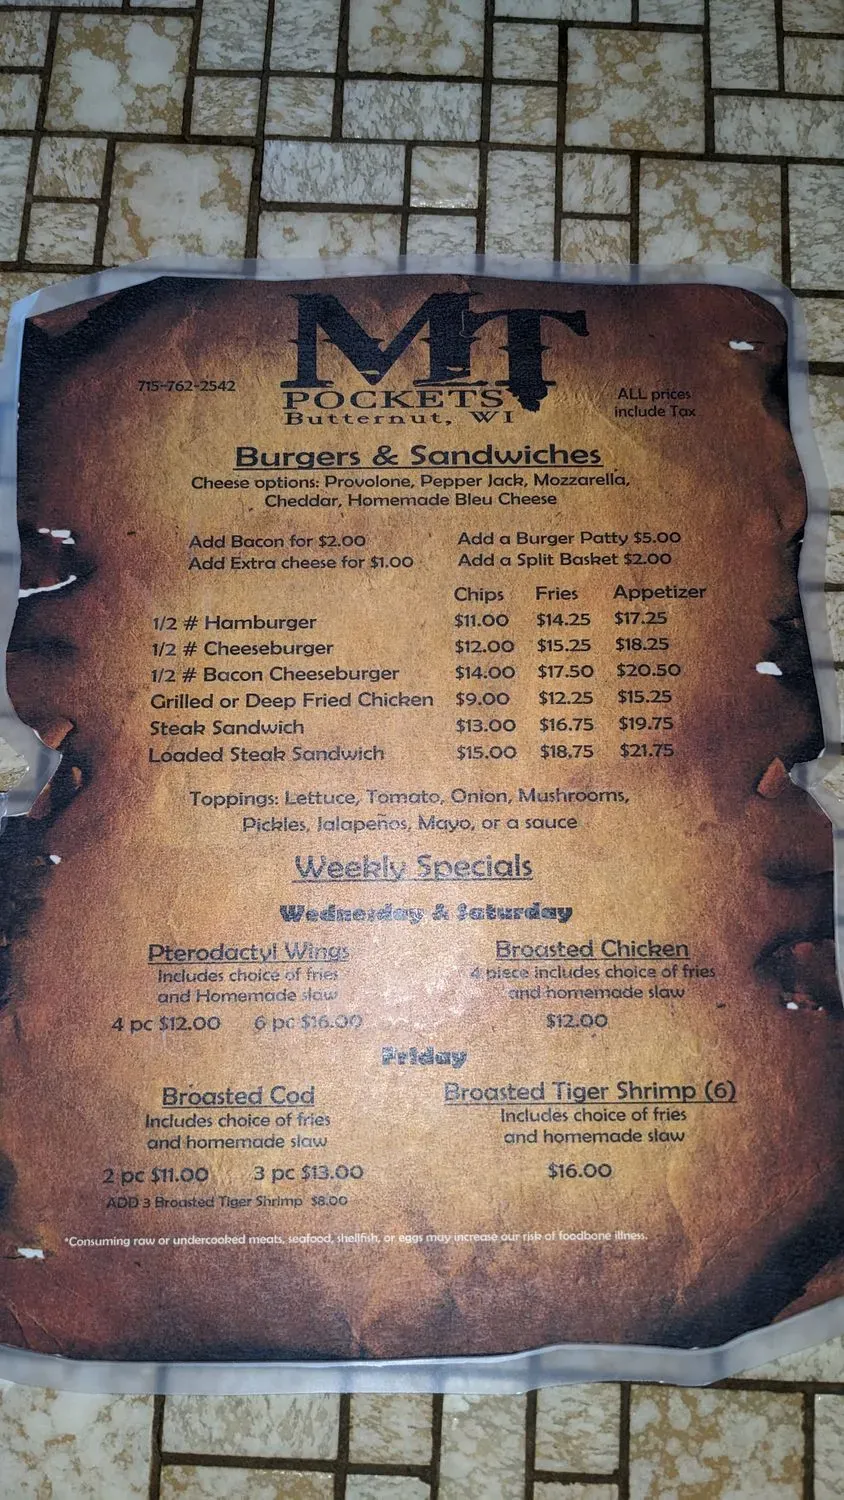 MT
POCKETS
Butternut, WI
715-762-2542
ALL prices
include Tax
Burgers & Sandwiches
Cheese options: Provolone, Pepper Jack, Mozzarella,
Cheddar, Homemade Bleu Cheese
Add Bacon for $2.00 Add a Burger Patty $5.00
Add Extra cheese for $1.00 Add a Split Basket $2.00
Chips Fries Appetizer
1/2 # Hamburger $11.00 $14.25 $17.25
1/2 # Cheeseburger $12.00 $15.25 $18.25
1/2 # Bacon Cheeseburger $14.00 $17.50 $20.50
Grilled or Deep Fried Chicken $9.00 $12.25 $15.25
Steak Sandwich $13.00 $16.75 $19.75
Loaded Steak Sandwich $15.00 $18.75 $21.75
Toppings: Lettuce, Tomato, Onion, Mushrooms,
Pickles, Jalapeños, Mayo, or a sauce
Weekly Specials
Wednesday & Saturday
Pterodactyl Wings
Includes choice of fries
and Homemade slaw
4 pc $12.00 6 pc $16.00
Broasted Chicken
4 piece includes choice of fries
and homemade slaw
$12.00
Friday
Broasted Cod
Includes choice of fries
and homemade slaw
2 pc $11.00 3 pc $13.00
ADD 3 Broasted Tiger Shrimp $8.00
Broasted Tiger Shrimp (6)
Includes choice of fries
and homemade slaw
$16.00
*Consuming raw or undercooked meats, seafood, shellfish, or eggs may increase our risk of foodbone illness.